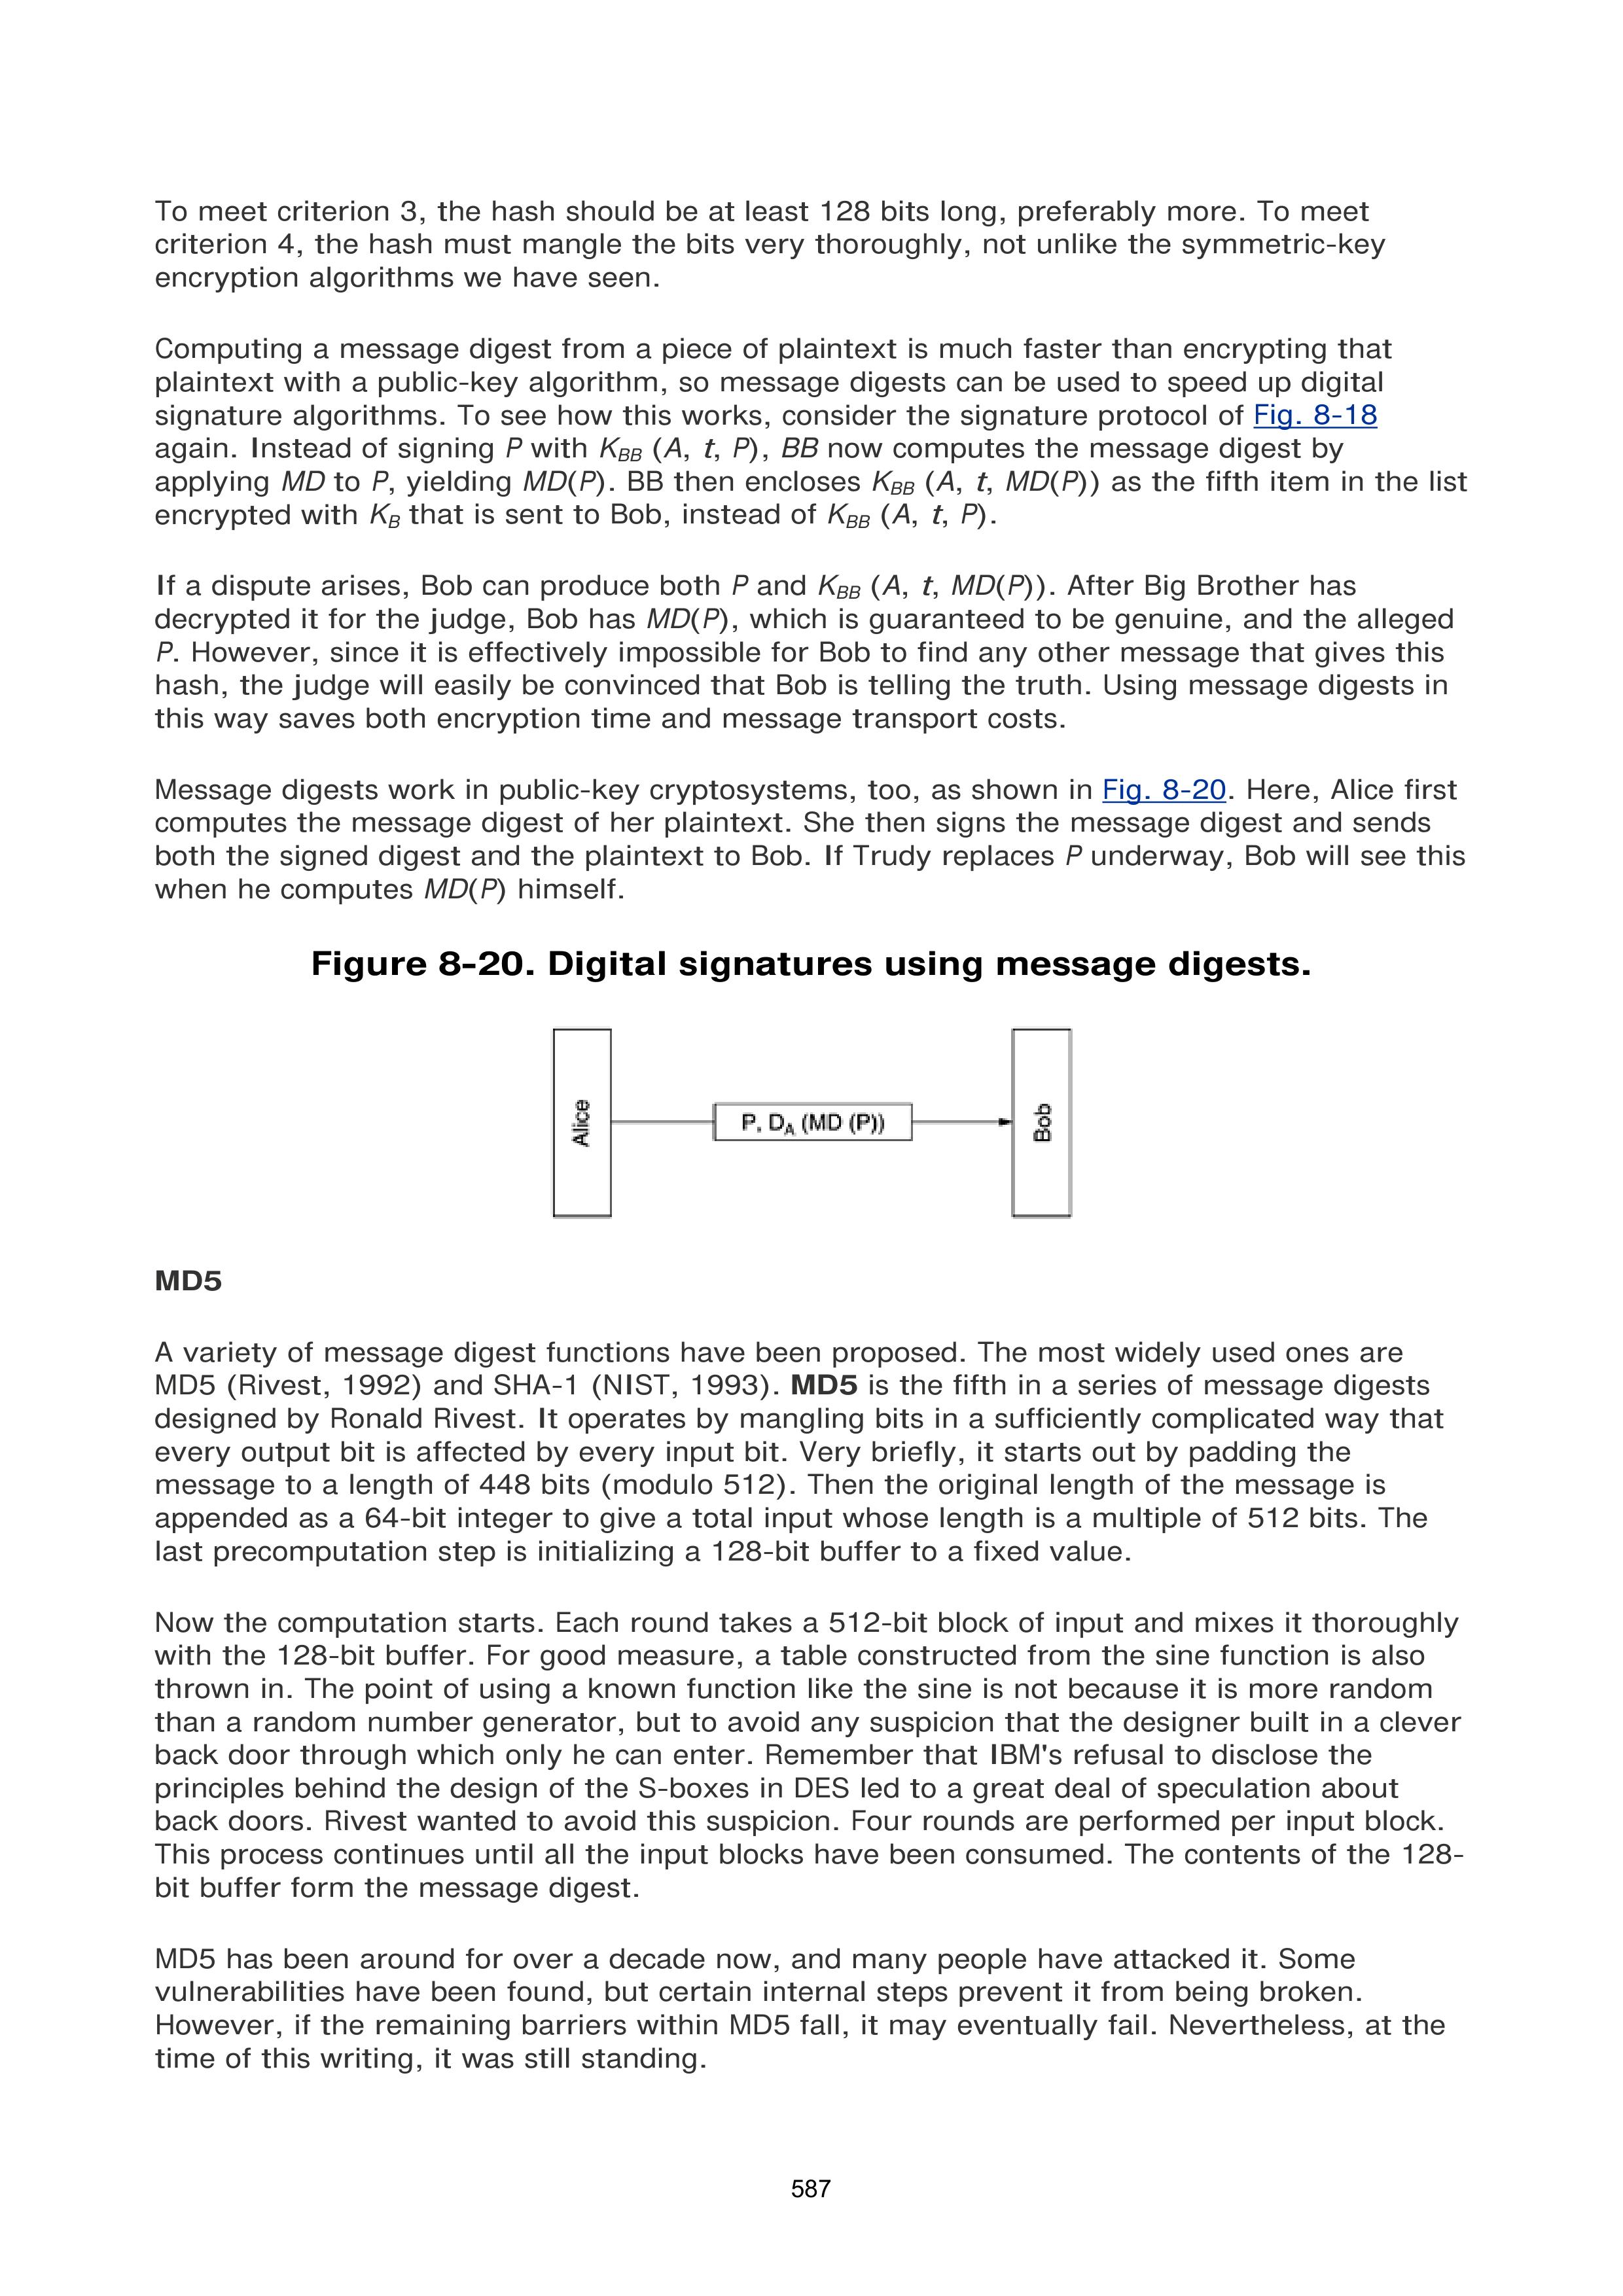 To meet criterion 3, the hash should be at least 128 bits long, preferably more. To meet
criterion 4, the hash must mangle the bits very thoroughly, not unlike the symmetric-key
encryption algorithms we have seen.
Computing a message digest from a piece of plaintext is much faster than encrypting that
plaintext with a public-key algorithm, so message digests can be used to speed up digital
signature algorithms. To see how this works, consider the signature protocol of Fig. 8-18
again. Instead of signing P with KBB (A, t, P), BB now computes the message digest by
applying MD to P, yielding MD(P). BB then encloses KBB (A, t, MD(P)) as the fifth item in the list
encrypted with KB that is sent to Bob, instead of KBB (A, t, P).
If a dispute arises, Bob can produce both P and KBB (A, t, MD(P)). After Big Brother has
decrypted it for the judge, Bob has MD(P), which is guaranteed to be genuine, and the alleged
P. However, since it is effectively impossible for Bob to find any other message that gives this
hash, the judge will easily be convinced that Bob is telling the truth. Using message digests in
this way saves both encryption time and message transport costs.
Message digests work in public-key cryptosystems, too, as shown in Fig. 8-20. Here, Alice first
computes the message digest of her plaintext. She then signs the message digest and sends
both the signed digest and the plaintext to Bob. If Trudy replaces P underway, Bob will see this
when he computes MD(P) himself.
Figure 8-20. Digital signatures using message digests.
Alice
P, DA (MD (P))
Bob
MD5
A variety of message digest functions have been proposed. The most widely used ones are
MD5 (Rivest, 1992) and SHA-1 (NIST, 1993). MD5 is the fifth in a series of message digests
designed by Ronald Rivest. It operates by mangling bits in a sufficiently complicated way that
every output bit is affected by every input bit. Very briefly, it starts out by padding the
message to a length of 448 bits (modulo 512). Then the original length of the message is
appended as a 64-bit integer to give a total input whose length is a multiple of 512 bits. The
last precomputation step is initializing a 128-bit buffer to a fixed value.
Now the computation starts. Each round takes a 512-bit block of input and mixes it thoroughly
with the 128-bit buffer. For good measure, a table constructed from the sine function is also
thrown in. The point of using a known function like the sine is not because it is more random
than a random number generator, but to avoid any suspicion that the designer built in a clever
back door through which only he can enter. Remember that IBM's refusal to disclose the
principles behind the design of the S-boxes in DES led to a great deal of speculation about
back doors. Rivest wanted to avoid this suspicion. Four rounds are performed per input block.
This process continues until all the input blocks have been consumed. The contents of the 128-
bit buffer form the message digest.
MD5 has been around for over a decade now, and many people have attacked it. Some
vulnerabilities have been found, but certain internal steps prevent it from being broken.
However, if the remaining barriers within MD5 fall, it may eventually fail. Nevertheless, at the
time of this writing, it was still standing.
587